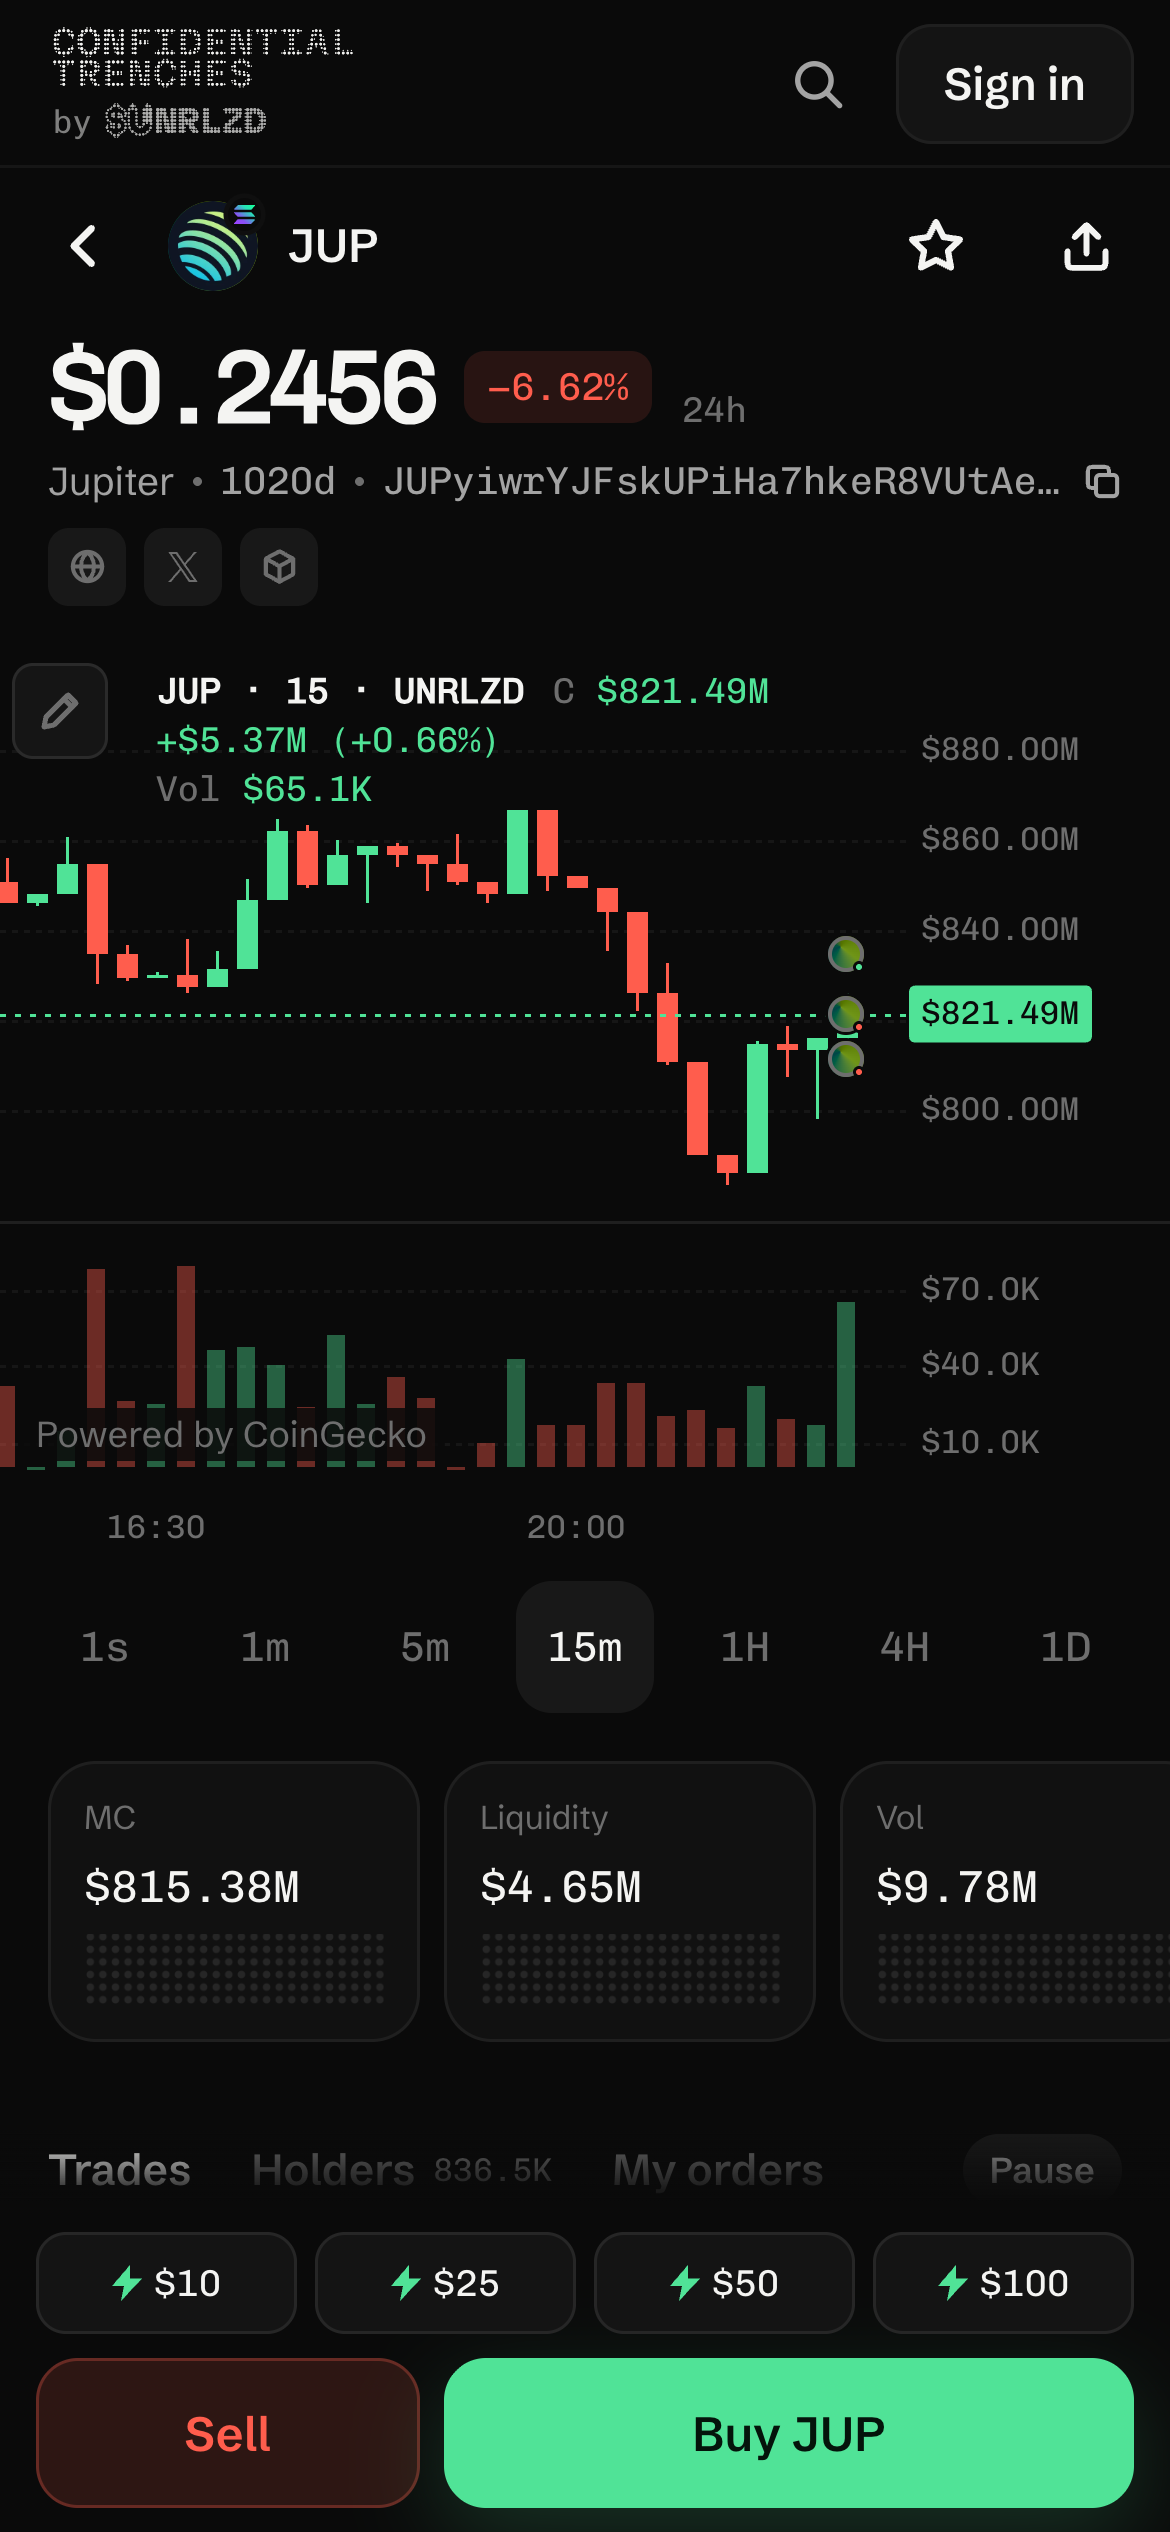 CONFIDENTIAL
TRENCHES
by $UNRLZD
Sign in
JUP
$0.2456 -6.62% 24h
Jupiter • 1020d • JUPyiwrYJFskUPiHa7hkeR8VUtAe…
JUP · 15 · UNRLZD C $821.49M
+$5.37M (+0.66%)
Vol $65.1K
$880.00M
$860.00M
$840.00M
$821.49M
$800.00M
$70.0K
$40.0K
$10.0K
Powered by CoinGecko
16:30 20:00
1s 1m 5m 15m 1H 4H 1D
MC Liquidity Vol
$815.38M $4.65M $9.78M
Trades Holders 836.5K My orders Pause
$10 $25 $50 $100
Sell Buy JUP